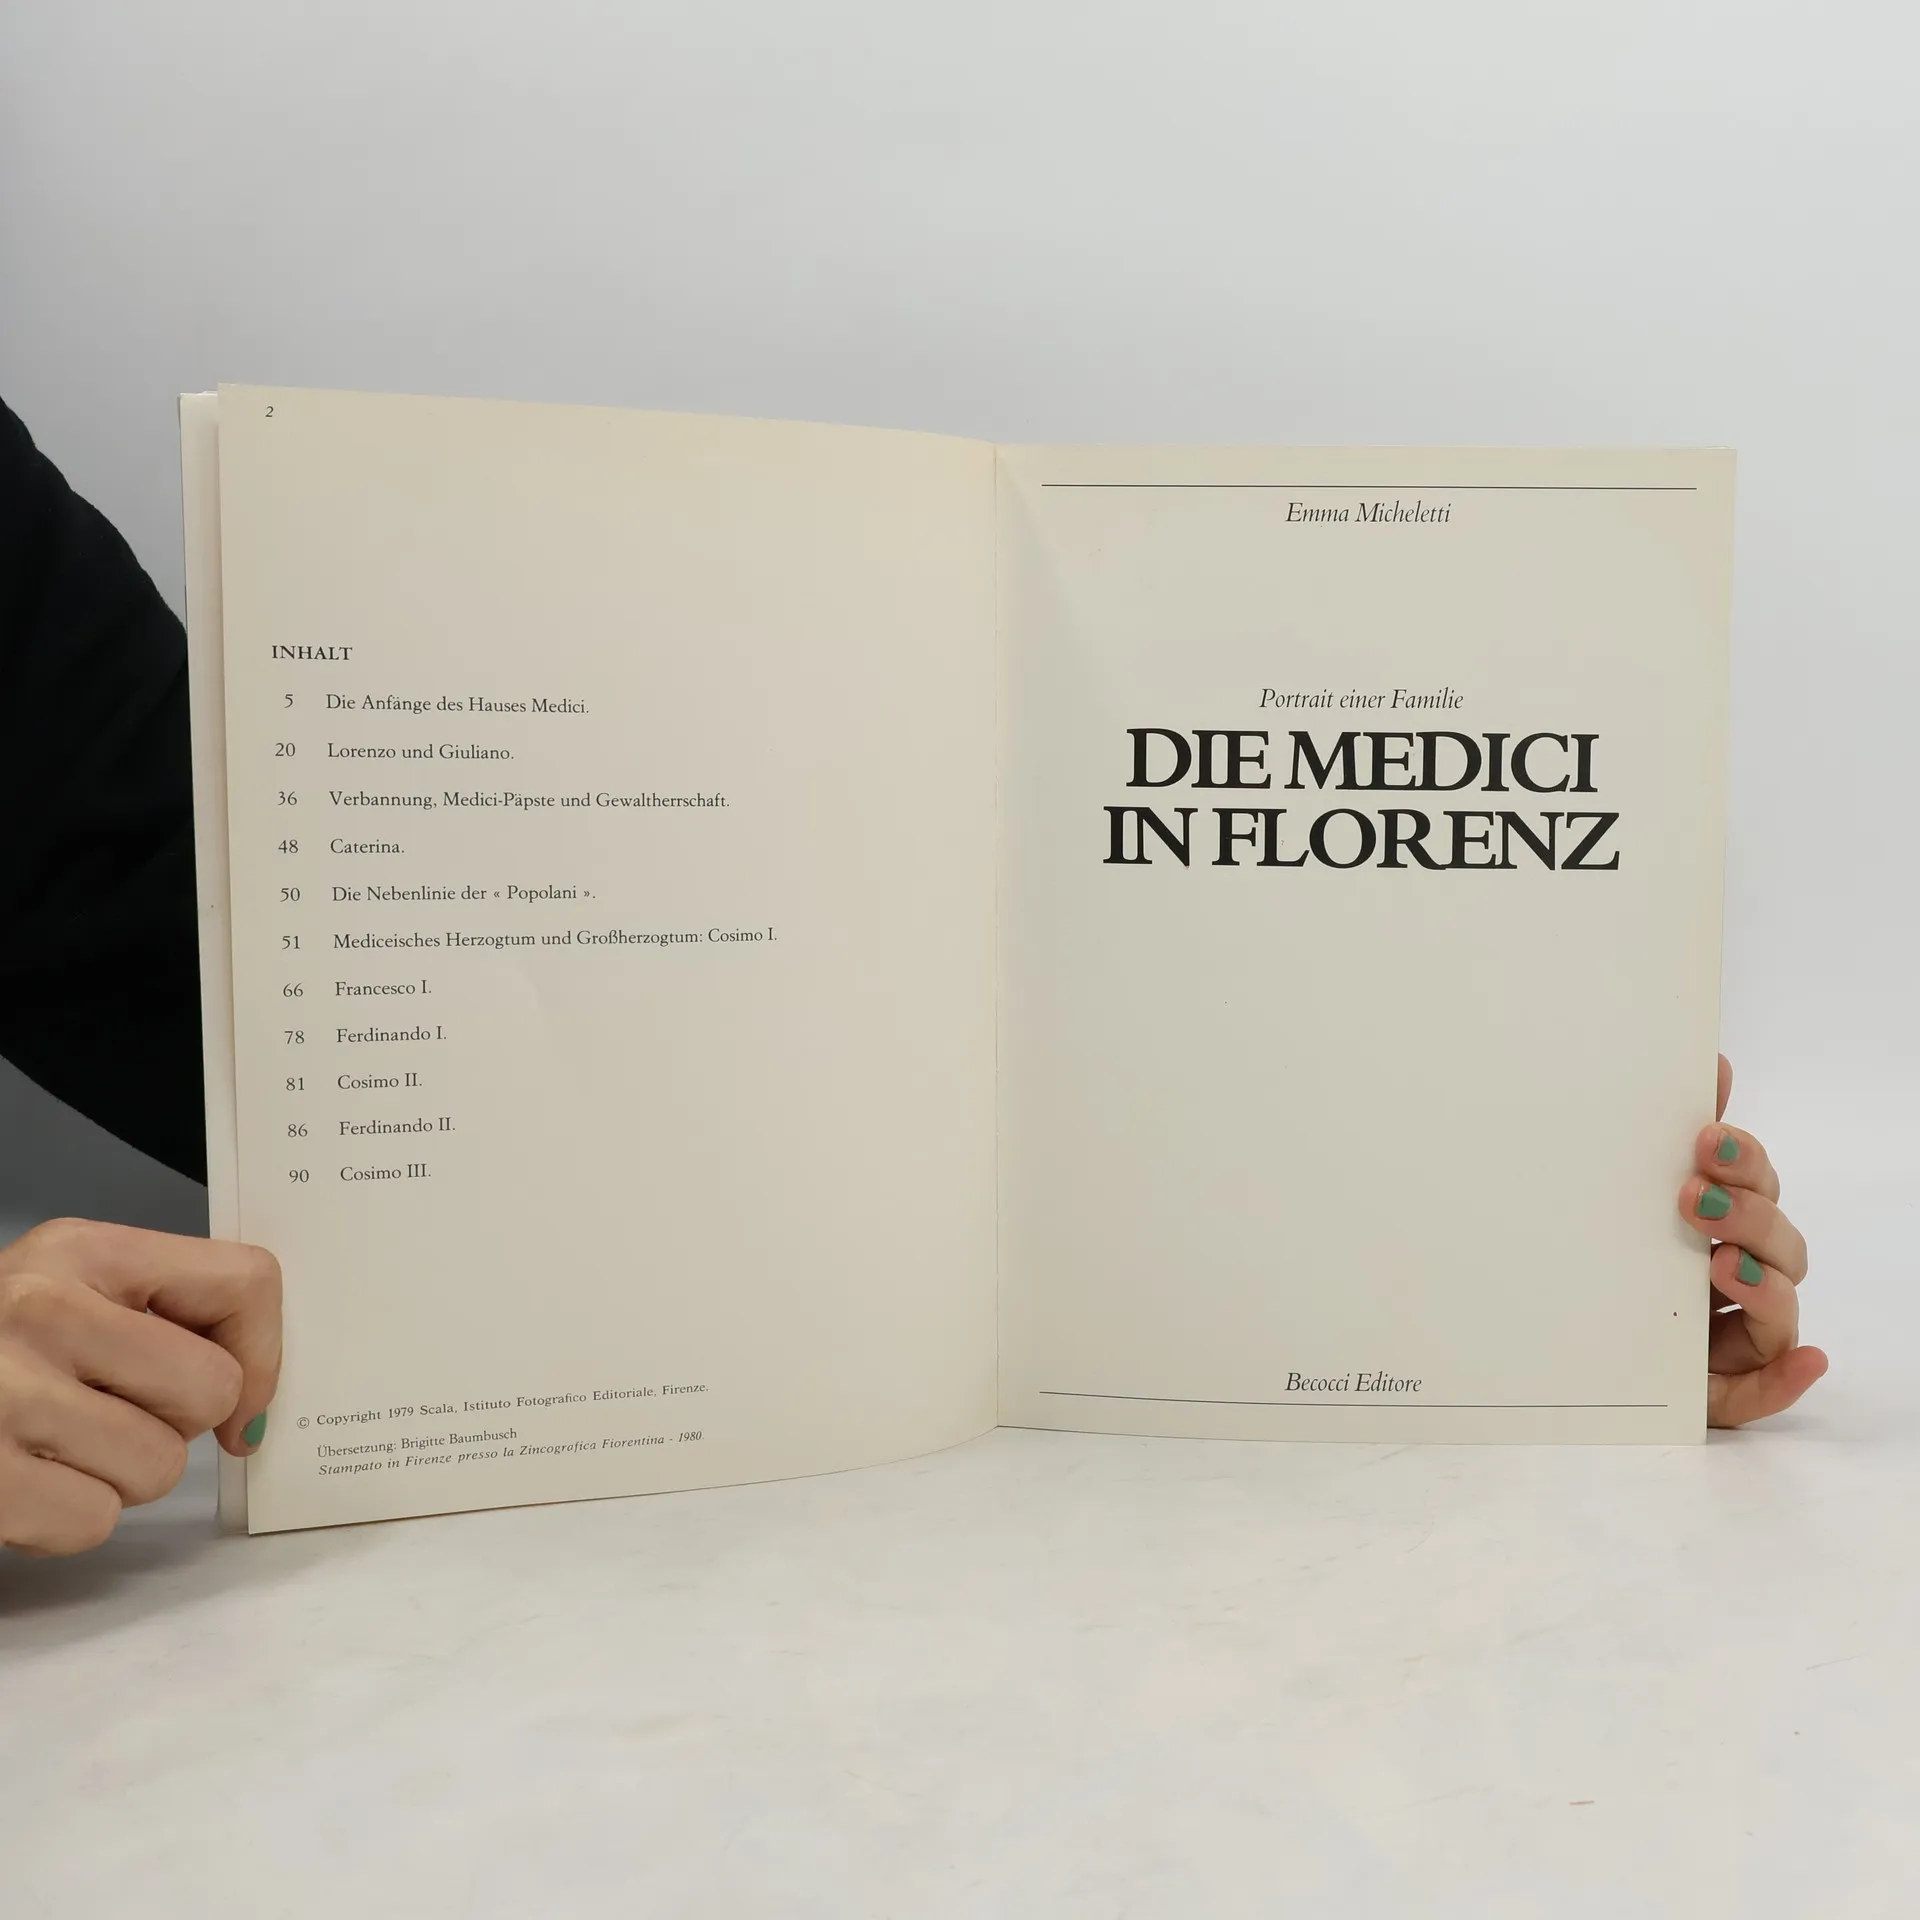 2
INHALT
5 Die Anfänge des Hauses Medici.
20 Lorenzo und Giuliano.
36 Verbannung, Medici-Päpste und Gewaltherrschaft.
48 Caterina.
50 Die Nebenlinie der « Popolani ».
51 Mediceisches Herzogtum und Großherzogtum: Cosimo I.
66 Francesco I.
78 Ferdinando I.
81 Cosimo II.
86 Ferdinando II.
90 Cosimo III.
© Copyright 1979 Scala, Istituto Fotografico Editoriale, Firenze.
Übersetzung: Brigitte Baumbusch
Stampato in Firenze presso la Zincografica Fiorentina - 1980.
Emma Micheletti
Portrait einer Familie
DIE MEDICI
IN FLORENZ
Becocci Editore